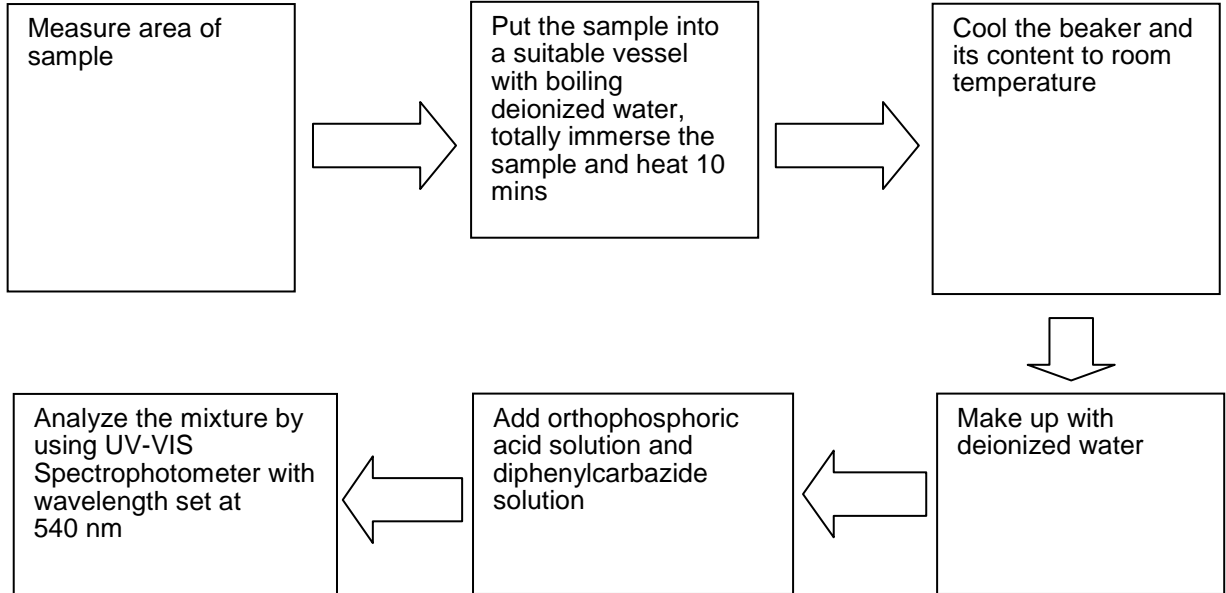 Measure area of
sample
Put the sample into
a suitable vessel
with boiling
deionized water,
totally immerse the
sample and heat 10
mins
Cool the beaker and
its content to room
temperature
Make up with
deionized water
Add orthophosphoric
acid solution and
diphenylcarbazide
solution
Analyze the mixture by
using UV-VIS
Spectrophotometer with
wavelength set at
540 nm